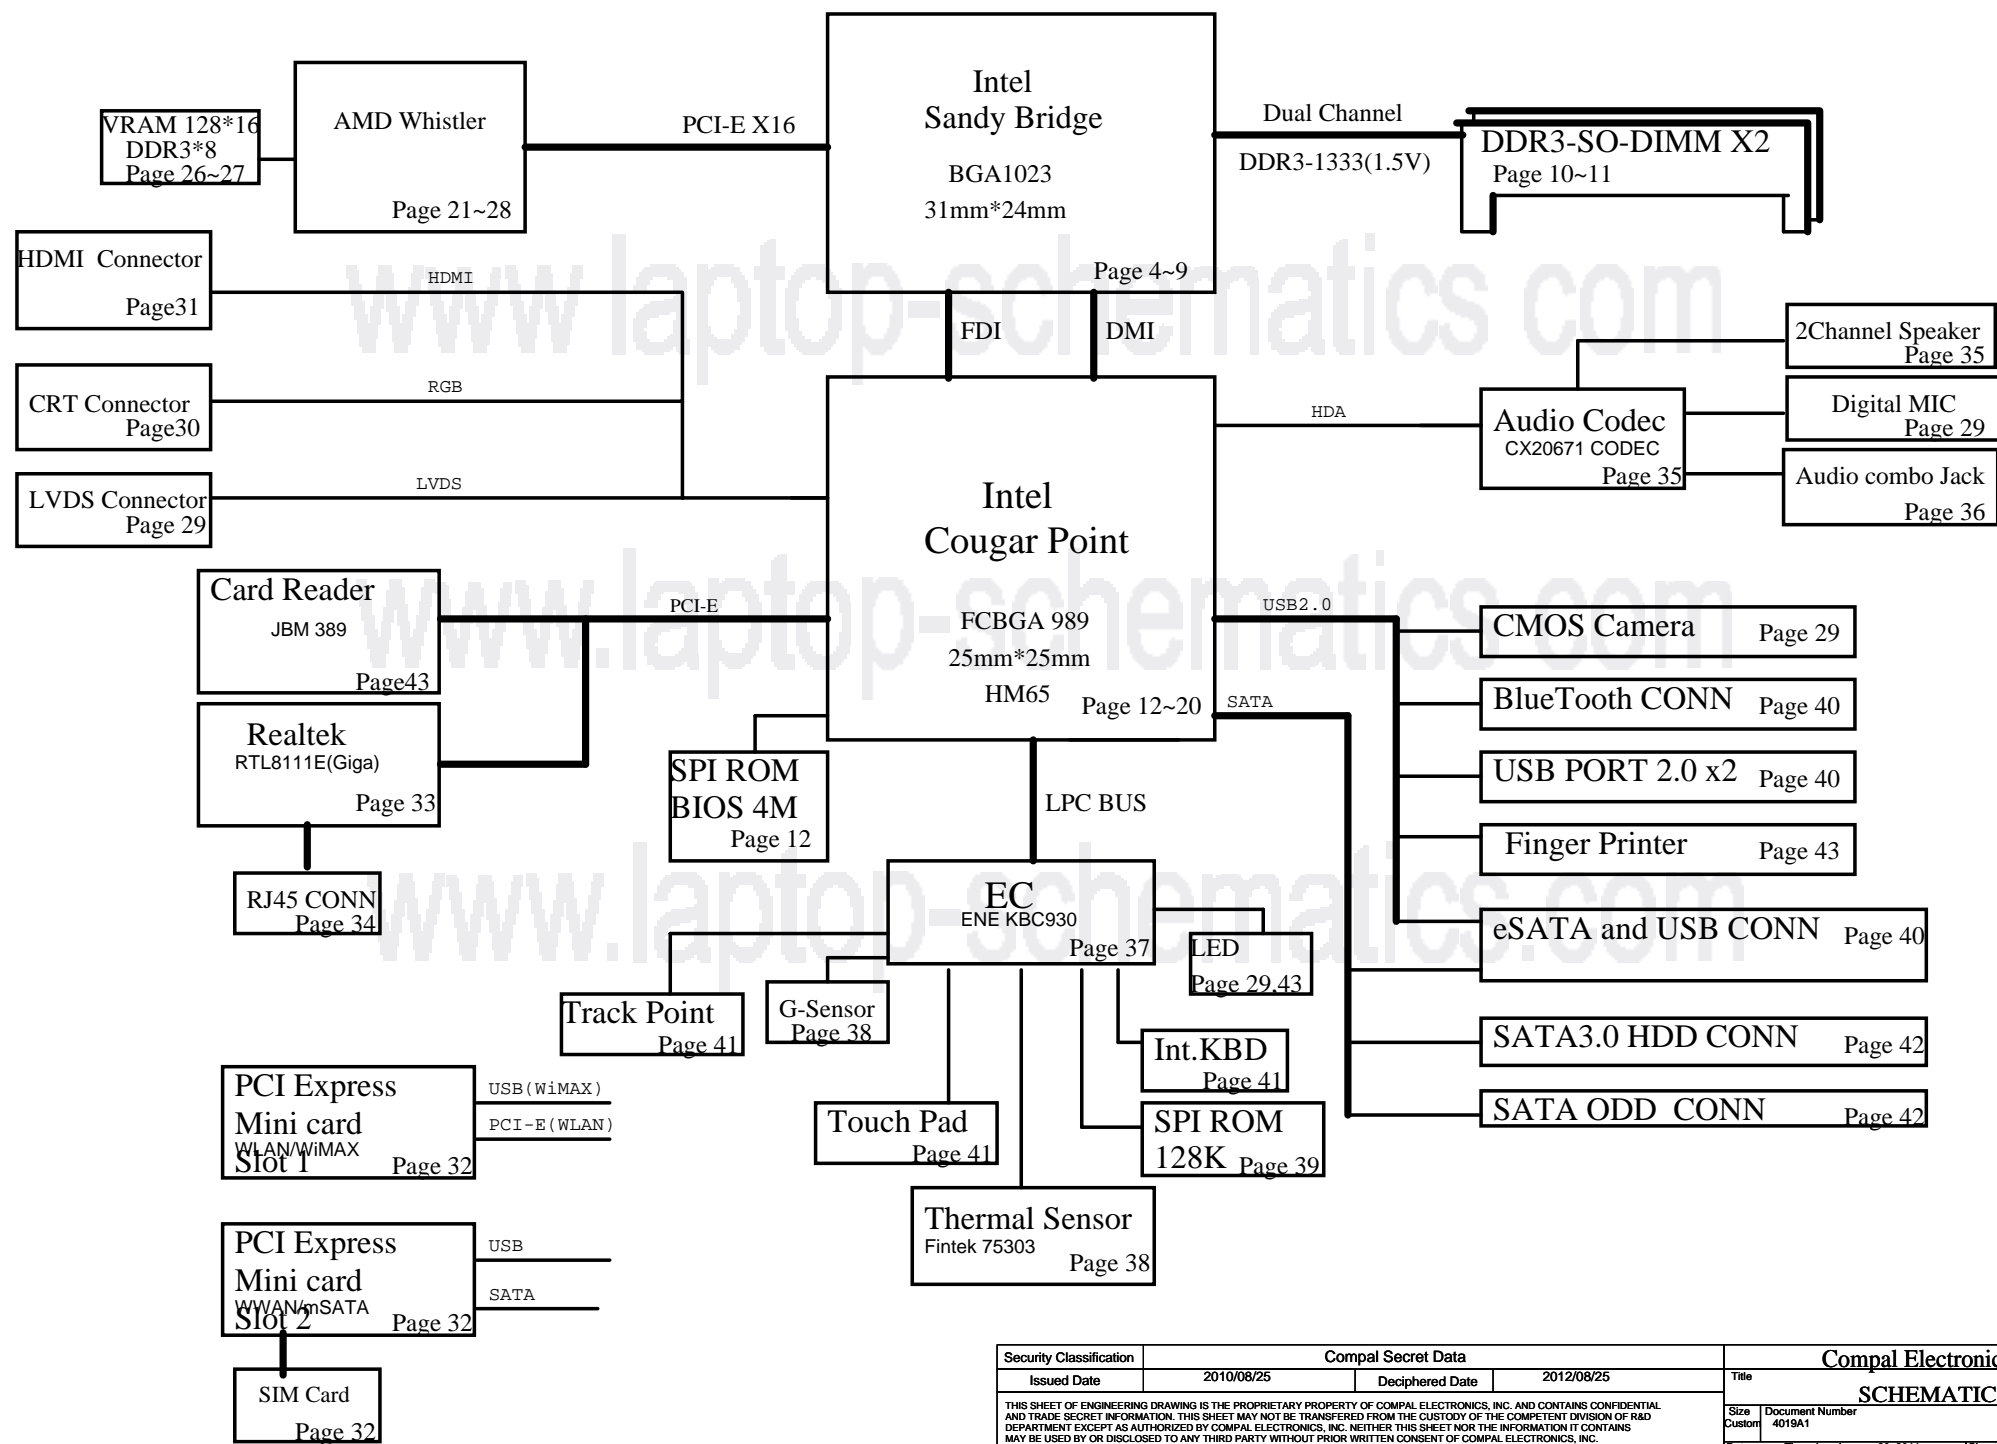 Intel
Sandy Bridge
BGA1023
31mm*24mm
Page 4~9
AMD Whistler
Page 21~28
VRAM 128*16
DDR3*8
Page 26~27
PCI-E X16
Dual Channel
DDR3-1333(1.5V)
DDR3-SO-DIMM X2
Page 10~11
www laptop-schematics com
HDMI Connector
Page31
HDMI
FDI
DMI
CRT Connector
Page30
RGB
LVDS Connector
Page 29
LVDS
Intel
Cougar Point
FCBGA 989
25mm*25mm
HM65
Page 12~20
HDA
Audio Codec
CX20671 CODEC
Page 35
2Channel Speaker
Page 35
Digital MIC
Page 29
Audio combo Jack
Page 36
www.laptop-schematics.com
Card Reader
JBM 389
Page43
PCI-E
Realtek
RTL8111E(Giga)
Page 33
RJ45 CONN
Page 34
SPI ROM
BIOS 4M
Page 12
LPC BUS
USB2.0
SATA
CMOS Camera
Page 29
BlueTooth CONN
Page 40
USB PORT 2.0 x2
Page 40
Finger Printer
Page 43
eSATA and USB CONN
Page 40
SATA3.0 HDD CONN
Page 42
SATA ODD CONN
Page 42
www.laptop-schematics.com
EC
ENE KBC930
Page 37
LED
Page 29,43
Track Point
Page 41
G-Sensor
Page 38
Int.KBD
Page 41
Touch Pad
Page 41
SPI ROM
128K
Page 39
Thermal Sensor
Fintek 75303
Page 38
PCI Express
Mini card
WLAN/WiMAX
Slot 1
Page 32
USB(WiMAX)
PCI-E(WLAN)
PCI Express
Mini card
WWAN/mSATA
Slot 2
Page 32
USB
SATA
SIM Card
Page 32
Security Classification
Compal Secret Data
Issued Date
2010/08/25
Deciphered Date
2012/08/25
THIS SHEET OF ENGINEERING DRAWING IS THE PROPRIETARY PROPERTY OF COMPAL ELECTRONICS, INC. AND CONTAINS CONFIDENTIAL
AND TRADE SECRET INFORMATION. THIS SHEET MAY NOT BE TRANSFERED FROM THE CUSTODY OF THE COMPETENT DIVISION OF R&D
DEPARTMENT EXCEPT AS AUTHORIZED BY COMPAL ELECTRONICS, INC. NEITHER THIS SHEET NOR THE INFORMATION IT CONTAINS
MAY BE USED BY OR DISCLOSED TO ANY THIRD PARTY WITHOUT PRIOR WRITTEN CONSENT OF COMPAL ELECTRONICS, INC.
Compal Electronic
Title
SCHEMATIC
Size
Custom
Document Number
4019A1